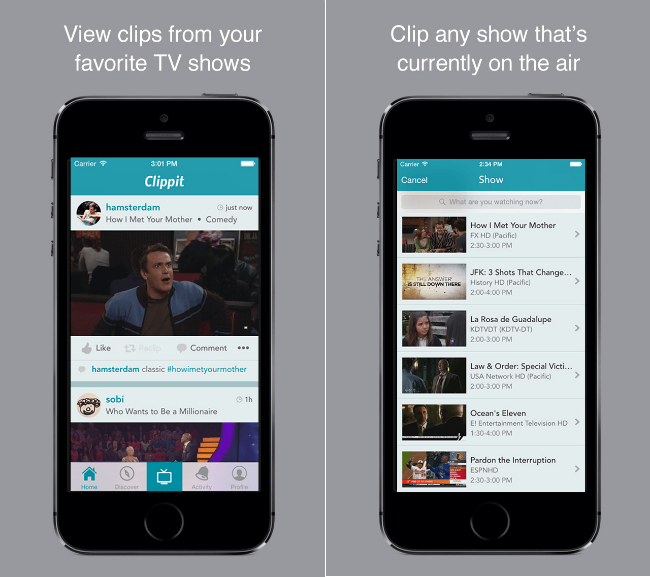 View clips from your
favorite TV shows
Carrier
3:01 PM
Clippit
hamsterdam
just now
How I Met Your Mother • Comedy
Like
Reclip
Comment
hamsterdam classic #howimetyourmother
sobi
1h
Who Wants to Be a Millionaire
Home
Discover
Activity
Profile
Clip any show that's
currently on the air
Carrier
2:34 PM
Cancel
Show
What are you watching now?
How I Met Your Mother
FX HD (Pacific)
2:30-3:00 PM
THE ANSWER
IS STILL DOWN THERE
JFK: 3 Shots That Change...
History HD (Pacific)
2:00-4:00 PM
La Rosa de Guadalupe
KDTVDT (KDTV-DT)
2:00-3:00 PM
Law & Order: Special Victi...
USA Network HD (Pacific)
2:00-3:00 PM
Ocean's Eleven
E! Entertainment Television HD
1:30-4:00 PM
Pardon the Interruption
ESPNHD
2:30-3:00 PM